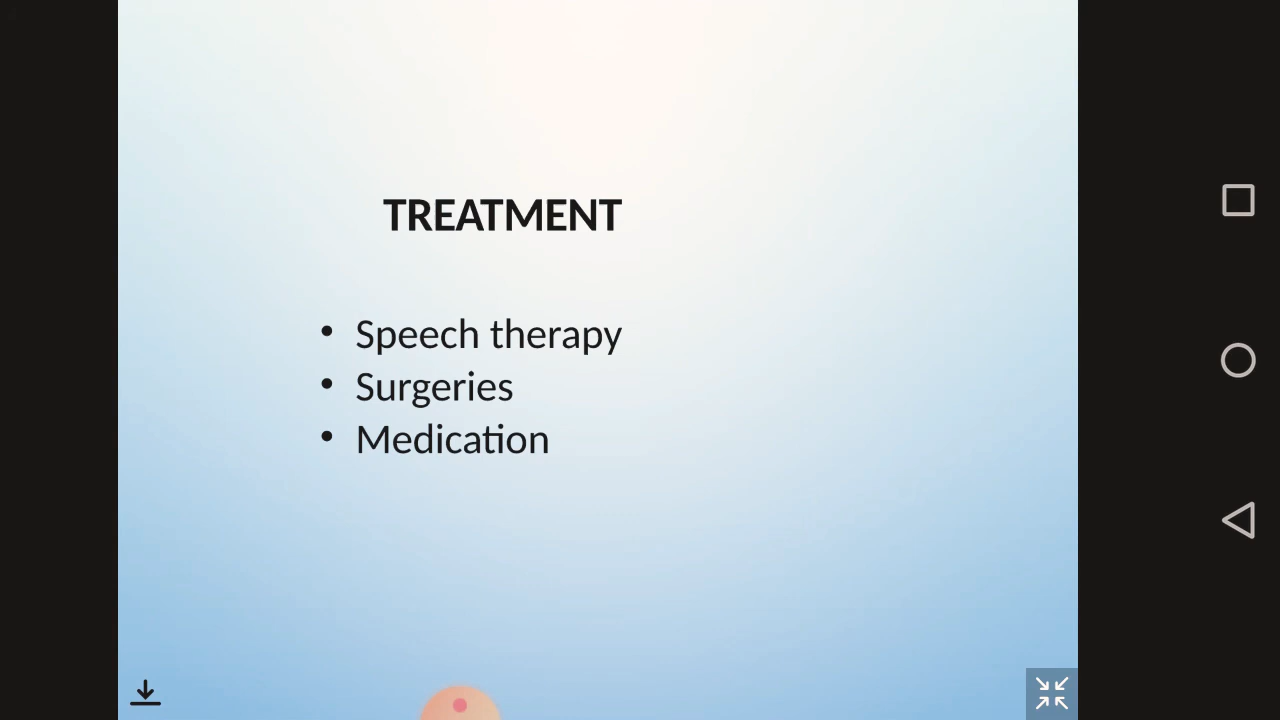 TREATMENT
• Speech therapy
• Surgeries
• Medication